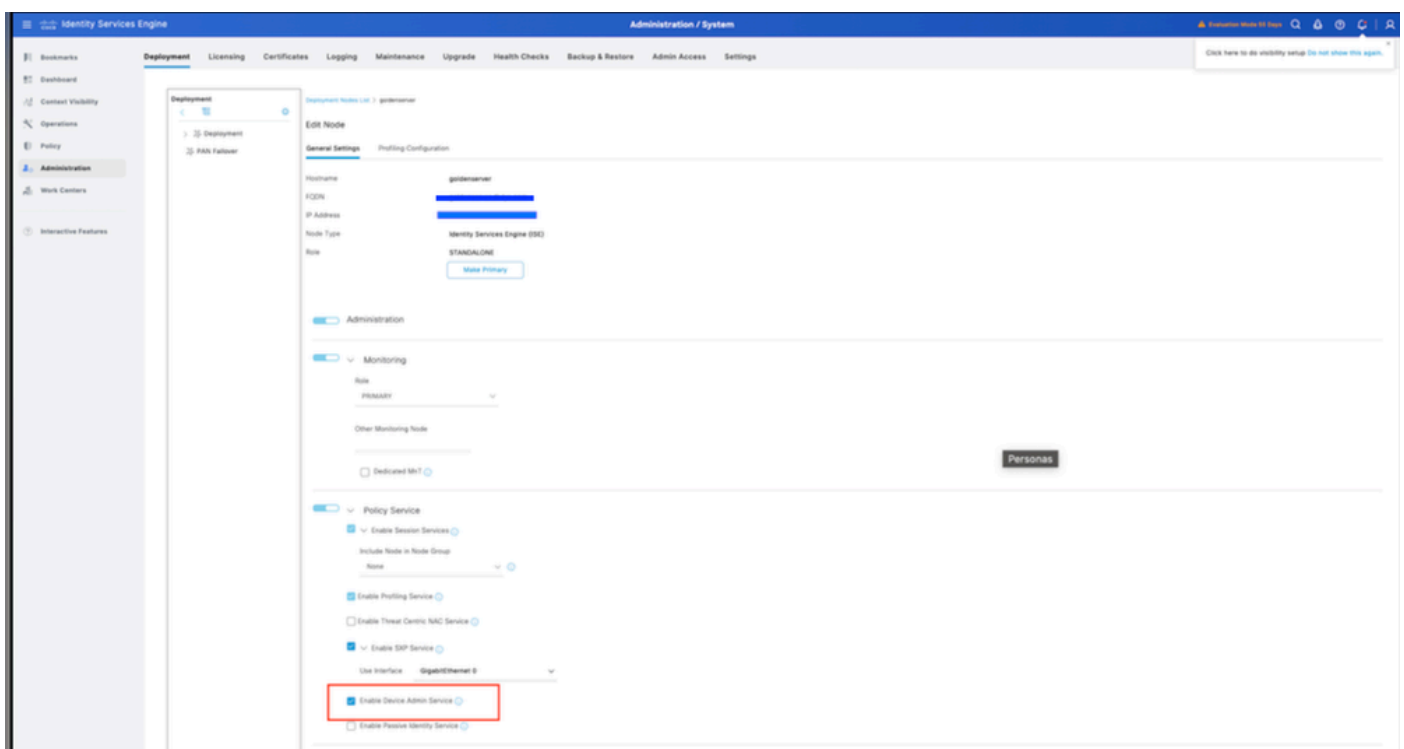 Identity Services Engine
Administration / System
Evaluation Mode 55 Days
Click here to do visibility setup Do not show this again.
Bookmarks
Dashboard
Context Visibility
Operations
Policy
Administration
Work Centers
Interactive Features
Deployment Licensing Certificates Logging Maintenance Upgrade Health Checks Backup & Restore Admin Access Settings
Deployment
Deployment
PAN Failover
Deployment Nodes List > goldenserver
Edit Node
General Settings Profiling Configuration
Hostname goldenserver
FQDN
IP Address
Node Type Identity Services Engine (ISE)
Role STANDALONE
Make Primary
Administration
Monitoring
Role
PRIMARY
Other Monitoring Node
Dedicated MnT
Personas
Policy Service
Enable Session Services
Include Node in Node Group
None
Enable Profiling Service
Enable Threat Centric NAC Service
Enable SXP Service
Use Interface GigabitEthernet 0
Enable Device Admin Service
Enable Passive Identity Service